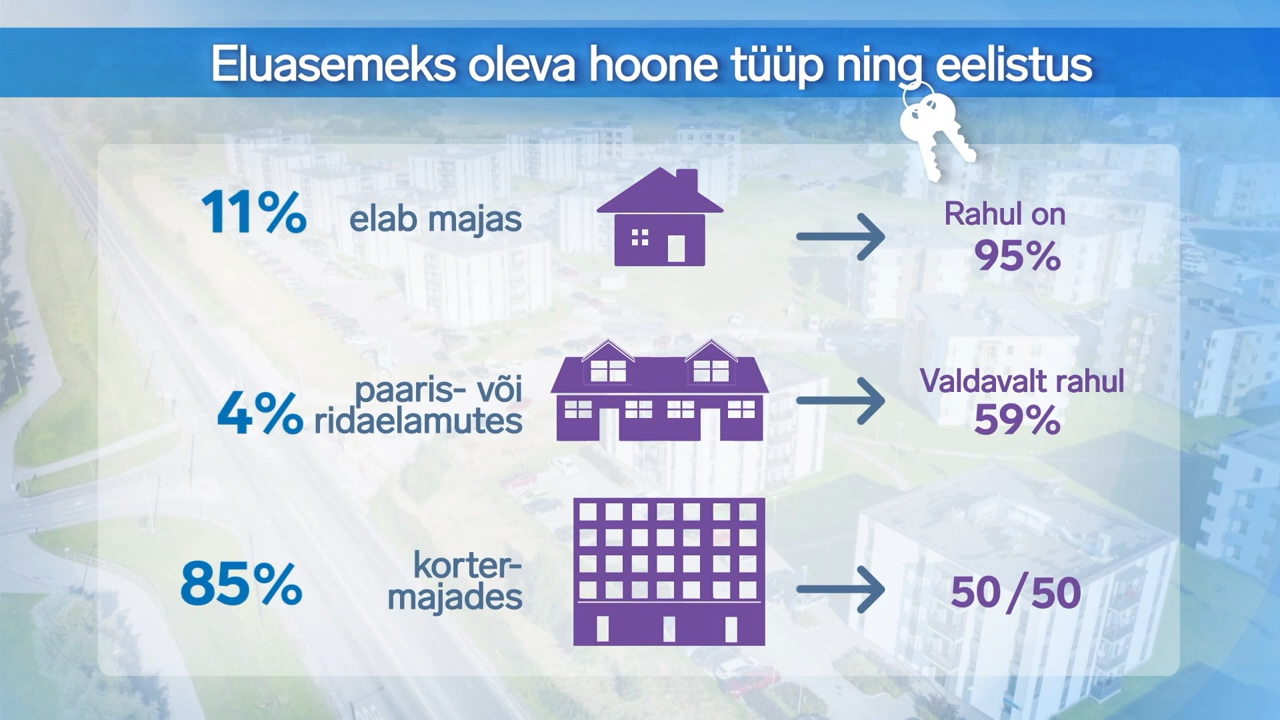 Eluasemeks oleva hoone tüüp ning eelistus
11% elab majas
Rahul on
95%
4% paaris- või
ridaelamutes
Valdavalt rahul
59%
85% korter-
majades
50/50